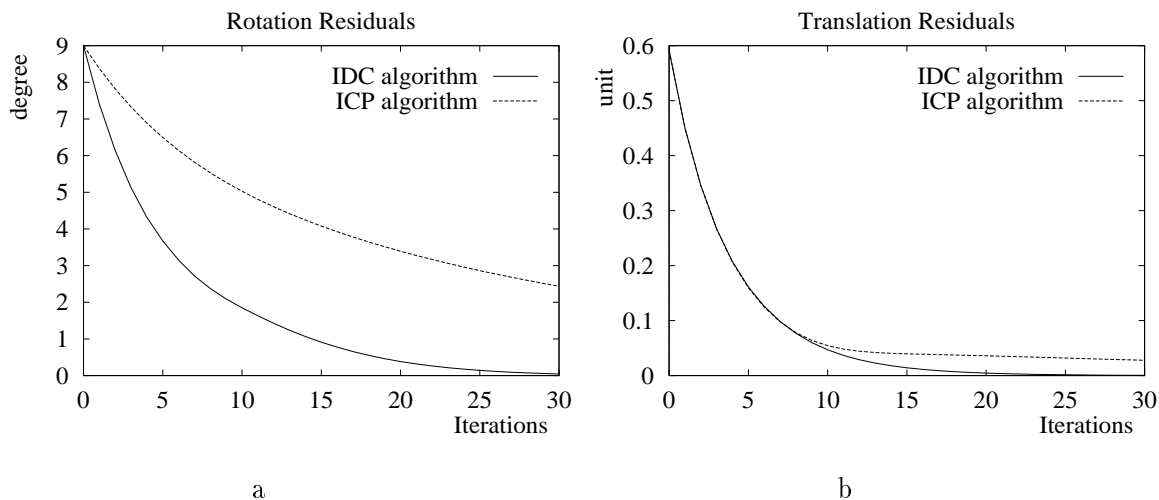 Rotation Residuals
9
8
7
6
5
4
3
2
1
0
degree
IDC algorithm
ICP algorithm
0 5 10 15 20 25 30
Iterations
a
Translation Residuals
0.6
0.5
0.4
0.3
0.2
0.1
0
unit
IDC algorithm
ICP algorithm
0 5 10 15 20 25 30
Iterations
b